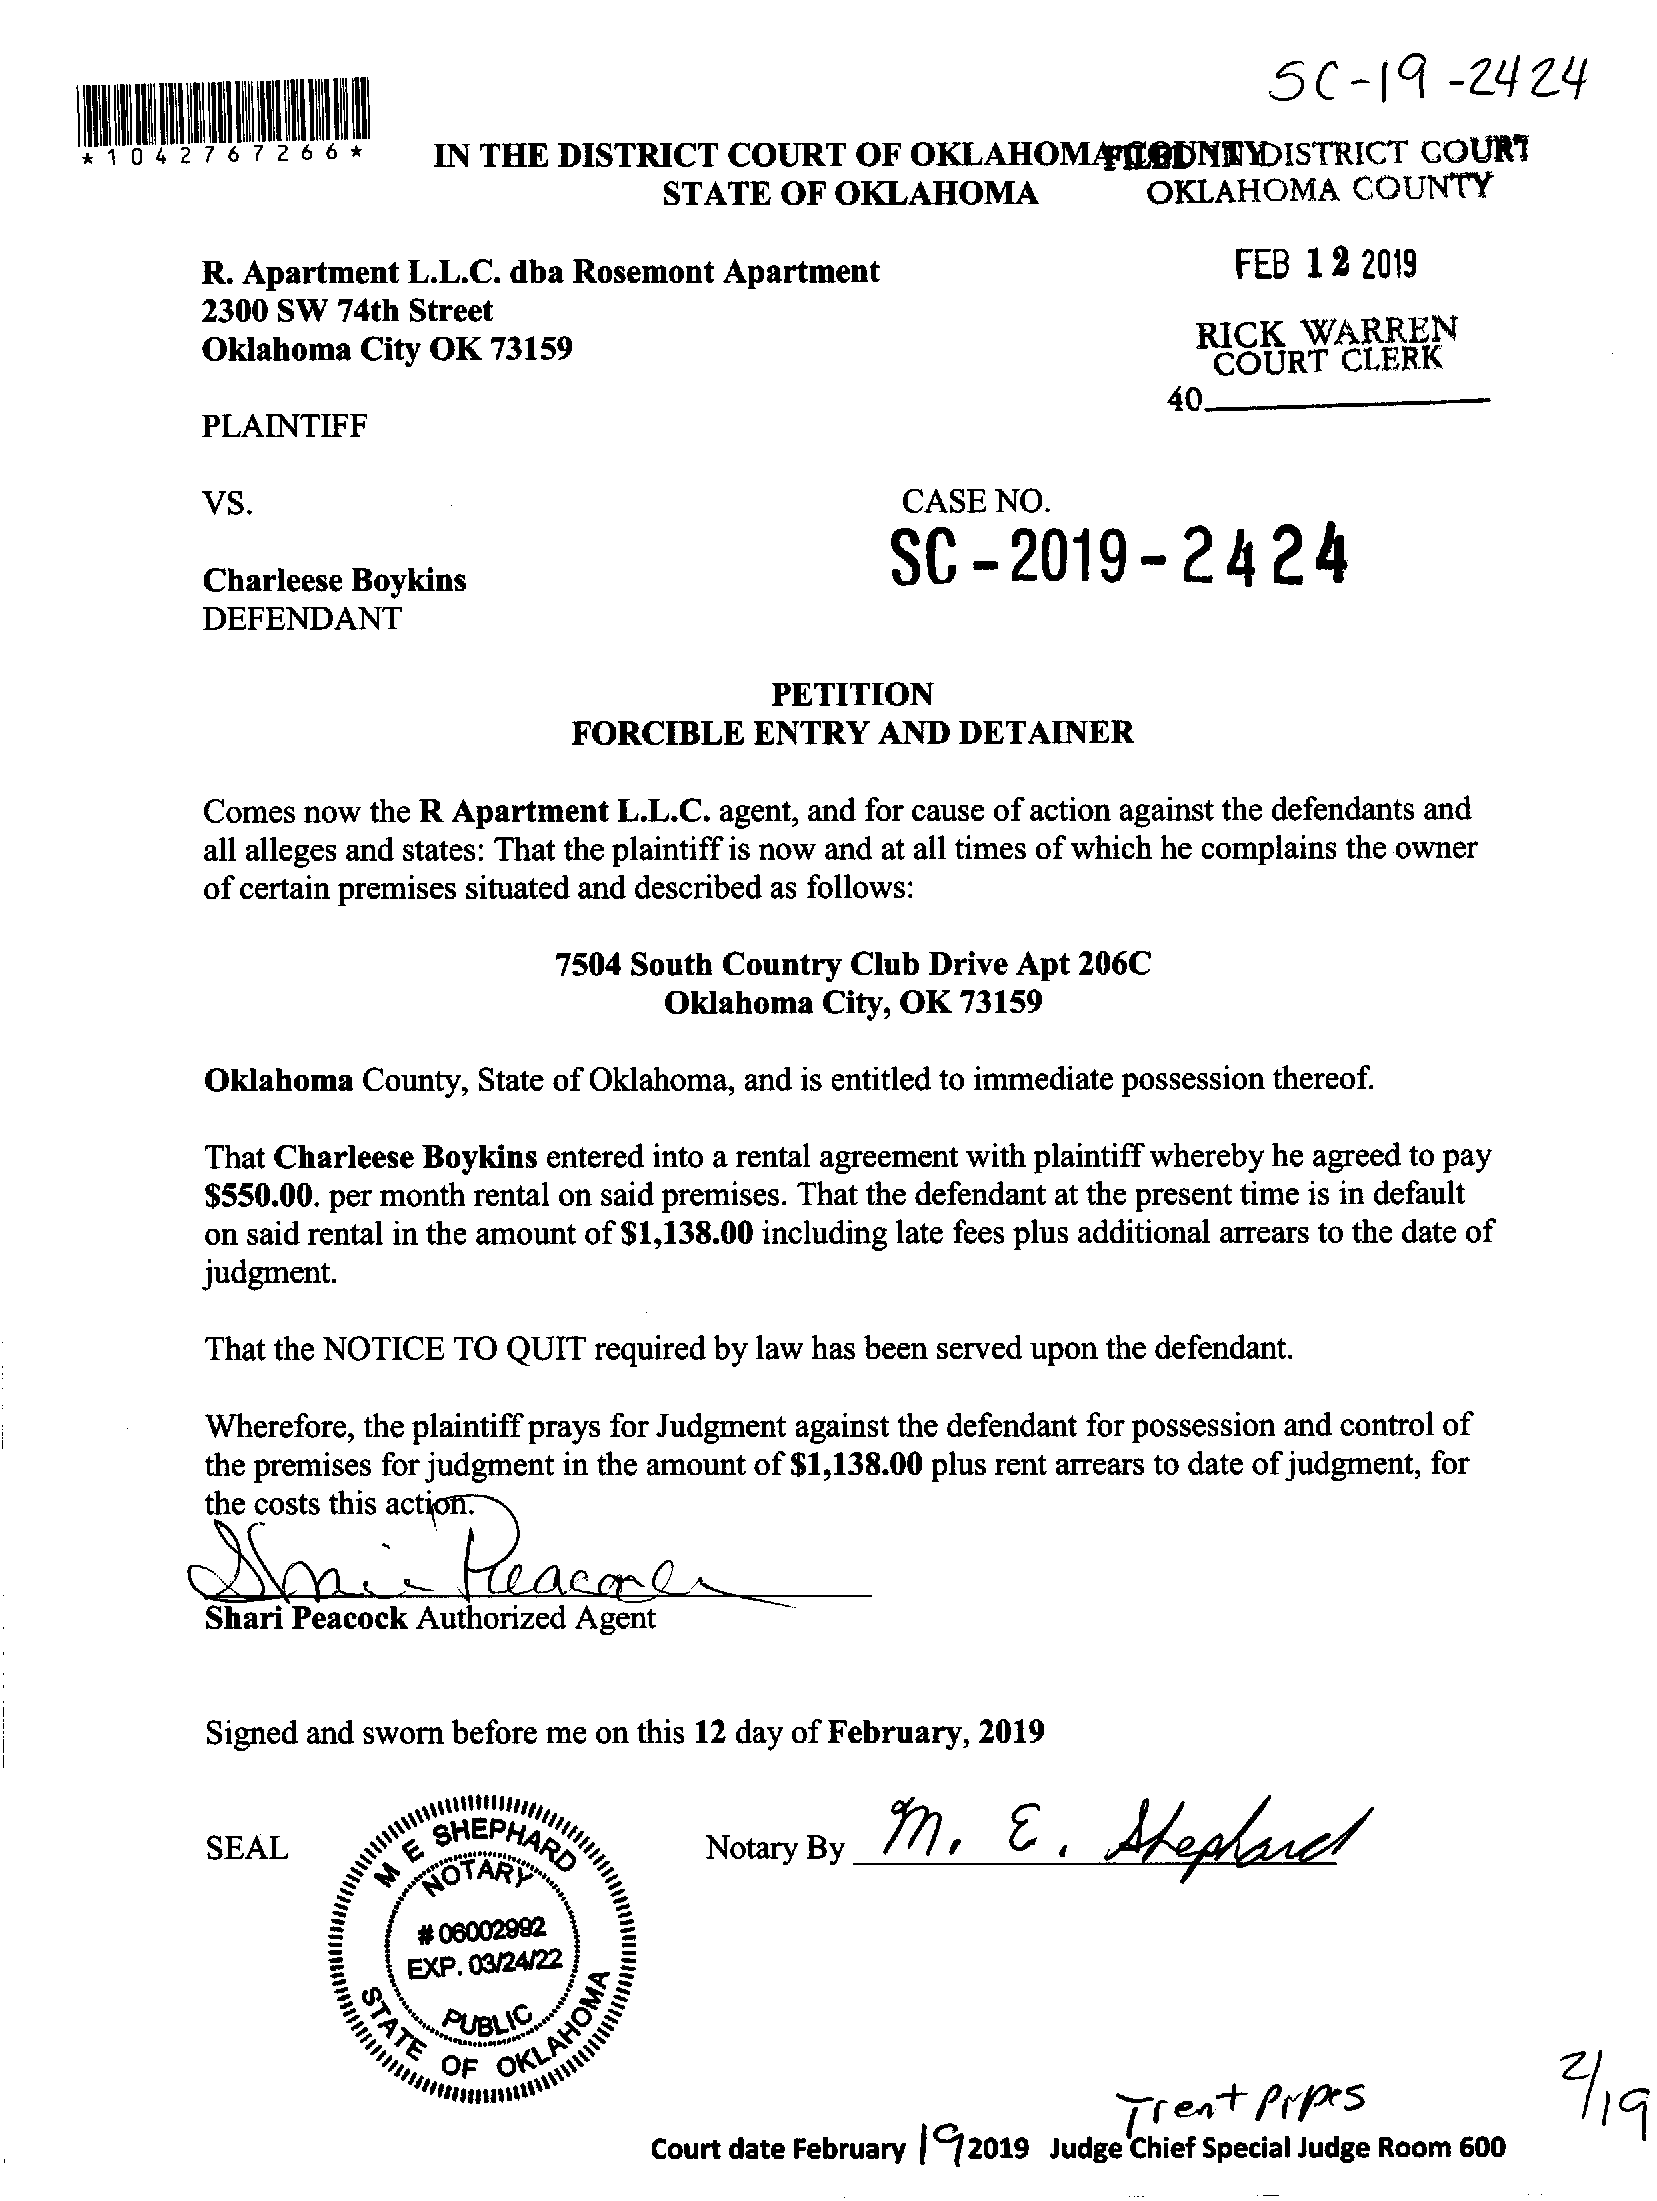 SC-19-2424
*1042767266*
IN THE DISTRICT COURT OF OKLAHOMA COUNTY
STATE OF OKLAHOMA
FILED IN DISTRICT COURT
OKLAHOMA COUNTY
R. Apartment L.L.C. dba Rosemont Apartment
2300 SW 74th Street
Oklahoma City OK 73159
FEB 12 2019
RICK WARREN
COURT CLERK
40
PLAINTIFF
VS.
CASE NO.
SC-2019-2424
Charleese Boykins
DEFENDANT
PETITION
FORCIBLE ENTRY AND DETAINER
Comes now the R Apartment L.L.C. agent, and for cause of action against the defendants and
all alleges and states: That the plaintiff is now and at all times of which he complains the owner
of certain premises situated and described as follows:
7504 South Country Club Drive Apt 206C
Oklahoma City, OK 73159
Oklahoma County, State of Oklahoma, and is entitled to immediate possession thereof.
That Charleese Boykins entered into a rental agreement with plaintiff whereby he agreed to pay
$550.00. per month rental on said premises. That the defendant at the present time is in default
on said rental in the amount of $1,138.00 including late fees plus additional arrears to the date of
judgment.
That the NOTICE TO QUIT required by law has been served upon the defendant.
Wherefore, the plaintiff prays for Judgment against the defendant for possession and control of
the premises for judgment in the amount of $1,138.00 plus rent arrears to date of judgment, for
the costs this action.
Shari Peacock
Shari Peacock Authorized Agent
Signed and sworn before me on this 12 day of February, 2019
SEAL
M E SHEPHARD
NOTARY
# 06002992
EXP. 03/24/22
PUBLIC
STATE OF OKLAHOMA
Notary By M. E. Shephard
Trent
2/19
Court date February 19 2019 Judge Chief Special Judge Room 600